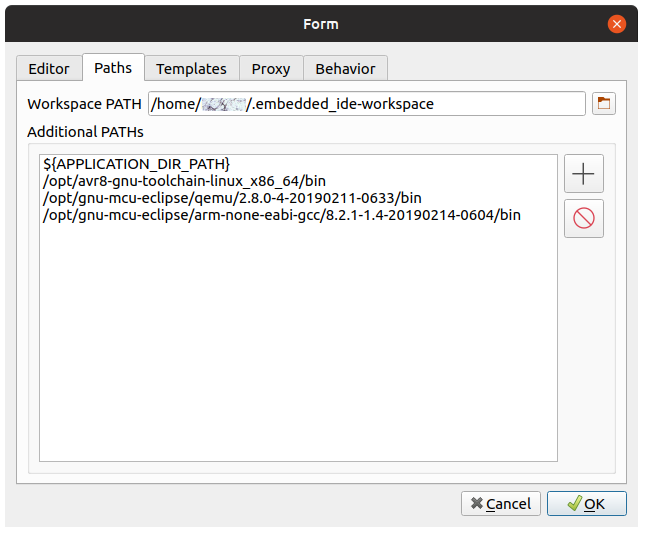 Form
Editor Paths Templates Proxy Behavior
Workspace PATH /home/ /.embedded_ide-workspace
Additional PATHs
${APPLICATION_DIR_PATH}
/opt/avr8-gnu-toolchain-linux_x86_64/bin
/opt/gnu-mcu-eclipse/qemu/2.8.0-4-20190211-0633/bin
/opt/gnu-mcu-eclipse/arm-none-eabi-gcc/8.2.1-1.4-20190214-0604/bin
Cancel OK